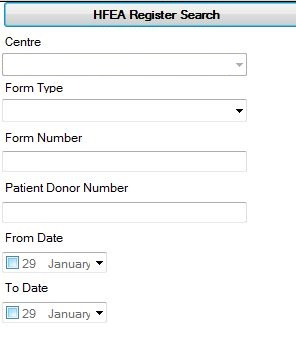 HFEA Register Search
Centre
Form Type
Form Number
Patient Donor Number
From Date
29 January
To Date
29 January